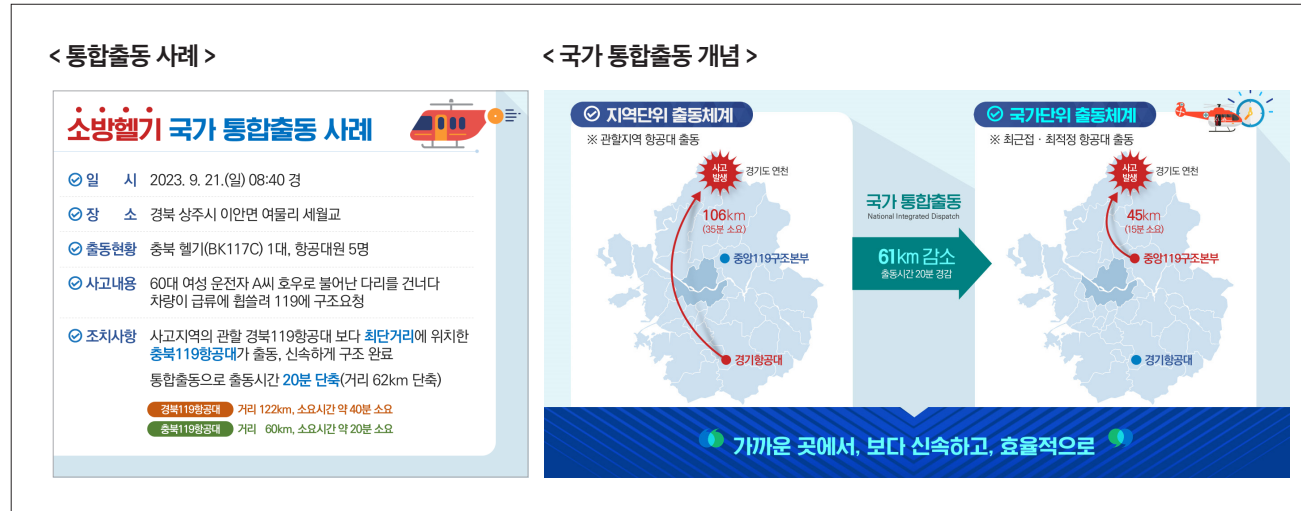 < 통합출동 사례 >
소방헬기 국가 통합출동 사례
일 시 2023. 9. 21.(일) 08:40 경
장 소 경북 상주시 이안면 여물리 세월교
출동현황 충북 헬기(BK117C) 1대, 항공대원 5명
사고내용 60대 여성 운전자 A씨 호우로 불어난 다리를 건너다
차량이 급류에 휩쓸려 119에 구조요청
조치사항 사고지역의 관할 경북119항공대 보다 최단거리에 위치한
충북119항공대가 출동, 신속하게 구조 완료
통합출동으로 출동시간 20분 단축(거리 62km 단축)
경북119항공대 거리 122km, 소요시간 약 40분 소요
충북119항공대 거리 60km, 소요시간 약 20분 소요
< 국가 통합출동 개념 >
지역단위 출동체계
※ 관할지역 항공대 출동
사고
발생
경기도 연천
106km
(35분 소요)
중앙119구조본부
경기항공대
국가 통합출동
National Integrated Dispatch
61km 감소
출동시간 20분 경감
국가단위 출동체계
※ 최근접 · 최적정 항공대 출동
사고
발생
경기도 연천
45km
(15분 소요)
중앙119구조본부
경기항공대
가까운 곳에서, 보다 신속하고, 효율적으로